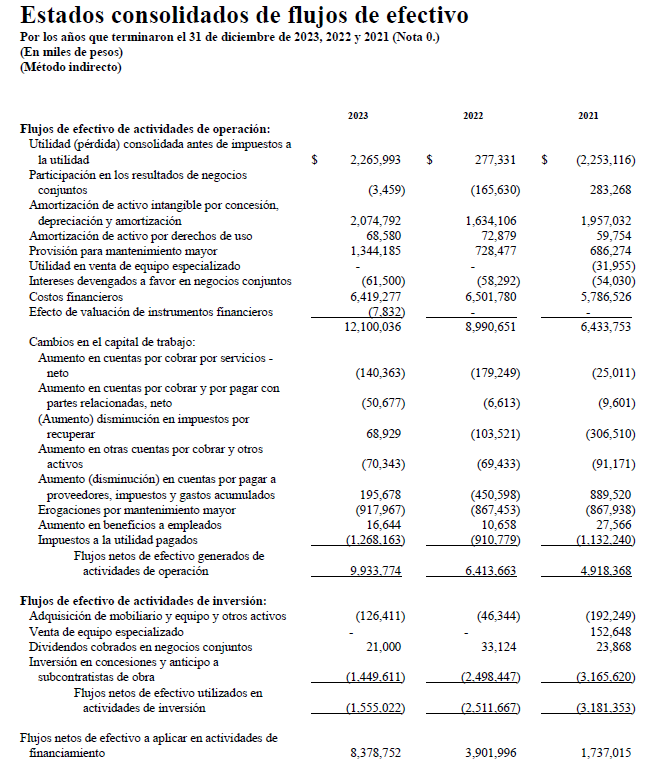 Estados consolidados de flujos de efectivo
Por los años que terminaron el 31 de diciembre de 2023, 2022 y 2021 (Nota 0.)
(En miles de pesos)
(Método indirecto)
2023 2022 2021
Flujos de efectivo de actividades de operación:
Utilidad (pérdida) consolidada antes de impuestos a
la utilidad $ 2,265,993 $ 277,331 $ (2,253,116)
Participación en los resultados de negocios
conjuntos (3,459) (165,630) 283,268
Amortización de activo intangible por concesión,
depreciación y amortización 2,074,792 1,634,106 1,957,032
Amortización de activo por derechos de uso 68,580 72,879 59,754
Provisión para mantenimiento mayor 1,344,185 728,477 686,274
Utilidad en venta de equipo especializado - - (31,955)
Intereses devengados a favor en negocios conjuntos (61,500) (58,292) (54,030)
Costos financieros 6,419,277 6,501,780 5,786,526
Efecto de valuación de instrumentos financieros (7,832) - -
12,100,036 8,990,651 6,433,753
Cambios en el capital de trabajo:
Aumento en cuentas por cobrar por servicios -
neto (140,363) (179,249) (25,011)
Aumento en cuentas por cobrar y por pagar con
partes relacionadas, neto (50,677) (6,613) (9,601)
(Aumento) disminución en impuestos por
recuperar 68,929 (103,521) (306,510)
Aumento en otras cuentas por cobrar y otros
activos (70,343) (69,433) (91,171)
Aumento (disminución) en cuentas por pagar a
proveedores, impuestos y gastos acumulados 195,678 (450,598) 889,520
Erogaciones por mantenimiento mayor (917,967) (867,453) (867,938)
Aumento en beneficios a empleados 16,644 10,658 27,566
Impuestos a la utilidad pagados (1,268,163) (910,779) (1,132,240)
Flujos netos de efectivo generados de
actividades de operación 9,933,774 6,413,663 4,918,368
Flujos de efectivo de actividades de inversión:
Adquisición de mobiliario y equipo y otros activos (126,411) (46,344) (192,249)
Venta de equipo especializado - - 152,648
Dividendos cobrados en negocios conjuntos 21,000 33,124 23,868
Inversión en concesiones y anticipo a
subcontratistas de obra (1,449,611) (2,498,447) (3,165,620)
Flujos netos de efectivo utilizados en
actividades de inversión (1,555,022) (2,511,667) (3,181,353)
Flujos netos de efectivo a aplicar en actividades de
financiamiento 8,378,752 3,901,996 1,737,015